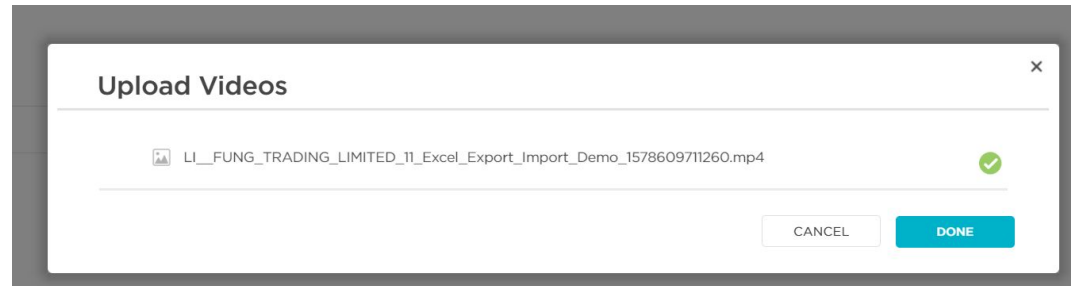 Upload Videos
LI__FUNG_TRADING_LIMITED_11_Excel_Export_Import_Demo_1578609711260.mp4
CANCEL DONE